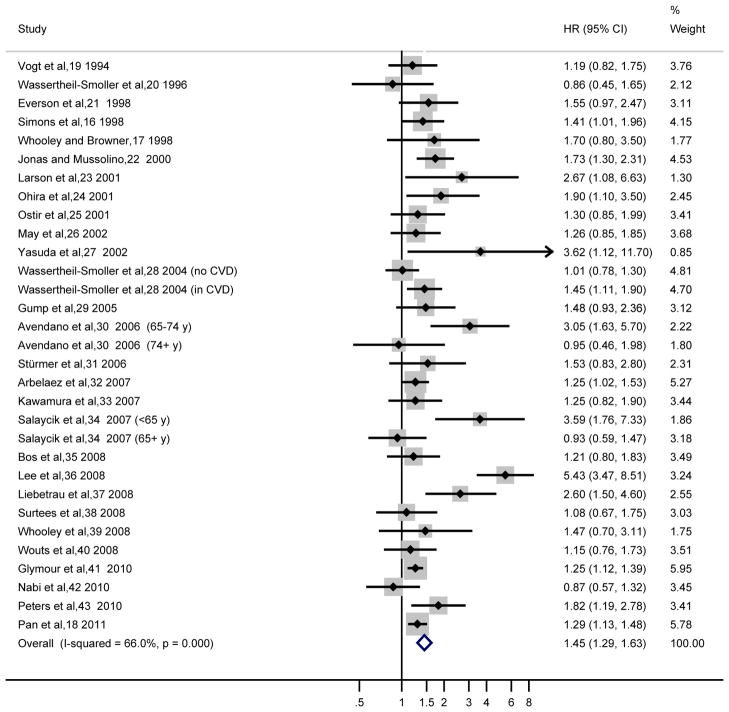 %
Study HR (95% CI) Weight
Vogt et al,19 1994 1.19 (0.82, 1.75) 3.76
Wassertheil-Smoller,20 1996 0.86 (0.45, 1.65) 2.12
Everson et al,21 1998 1.55 (0.97, 2.47) 3.11
Simons et al,16 1998 1.41 (1.01, 1.96) 4.15
Whooley and Browner,17 1998 1.70 (0.80, 3.50) 1.77
Jonas and Mussolino,22 2000 1.73 (1.30, 2.31) 4.53
Larson et al,23 2001 2.67 (1.08, 6.63) 1.30
Ohira et al,24 2001 1.90 (1.10, 3.50) 2.45
Ostir et al,25 2001 1.30 (0.85, 1.99) 3.41
May et al,26 2002 1.26 (0.85, 1.85) 3.68
Yasuda et al,27 2002 3.62 (1.12, 11.70) 0.85
Wassertheil-Smoller et al,28 2004 (no CVD) 1.01 (0.78, 1.30) 4.81
Wassertheil-Smoller et al,28 2004 (in CVD) 1.45 (1.11, 1.90) 4.70
Gump et al,29 2005 1.48 (0.93, 2.36) 3.12
Avendano et al,30 2006 (65-74 y) 3.05 (1.63, 5.70) 2.22
Avendano et al,30 2006 (74+ y) 0.95 (0.46, 1.98) 1.80
Stürmer et al,31 2006 1.53 (0.83, 2.80) 2.31
Arbelaez et al,32 2007 1.25 (1.02, 1.53) 5.27
Kawamura et al,33 2007 1.25 (0.82, 1.90) 3.44
Salaycik et al,34 2007 (<65 y) 3.59 (1.76, 7.33) 1.86
Salaycik et al,34 2007 (65+ y) 0.93 (0.59, 1.47) 3.18
Bos et al,35 2008 1.21 (0.80, 1.83) 3.49
Lee et al,36 2008 5.43 (3.47, 8.51) 3.24
Liebetrau et al,37 2008 2.60 (1.50, 4.60) 2.55
Surtees et al,38 2008 1.08 (0.67, 1.75) 3.03
Whooley et al,39 2008 1.47 (0.70, 3.11) 1.75
Wouts et al,40 2008 1.15 (0.76, 1.73) 3.51
Glymour et al,41 2010 1.25 (1.12, 1.39) 5.95
Nabi et al,42 2010 0.87 (0.57, 1.32) 3.45
Peters et al,43 2010 1.82 (1.19, 2.78) 3.41
Pan et al,18 2011 1.29 (1.13, 1.48) 5.78
Overall (I-squared = 66.0%, p = 0.000) 1.45 (1.29, 1.63) 100.00
.5 1 1.5 2 3 4 6 8